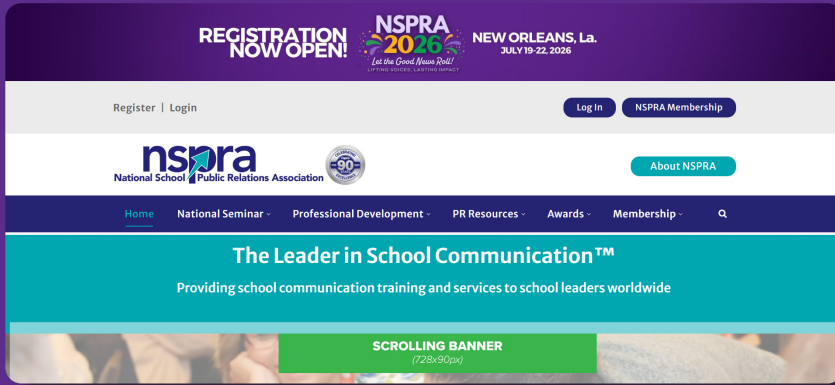 REGISTRATION
NOW OPEN!
NSPRA
2026
Let the Good News Roll!
LIFTING VOICES, LASTING IMPACT
NEW ORLEANS, La.
JULY 19-22, 2026
Register | Login
Log In
NSPRA Membership
nspra
National School Public Relations Association
90
About NSPRA
Home National Seminar Professional Development PR Resources Awards Membership
The Leader in School Communication™
Providing school communication training and services to school leaders worldwide
SCROLLING BANNER
(728x90px)